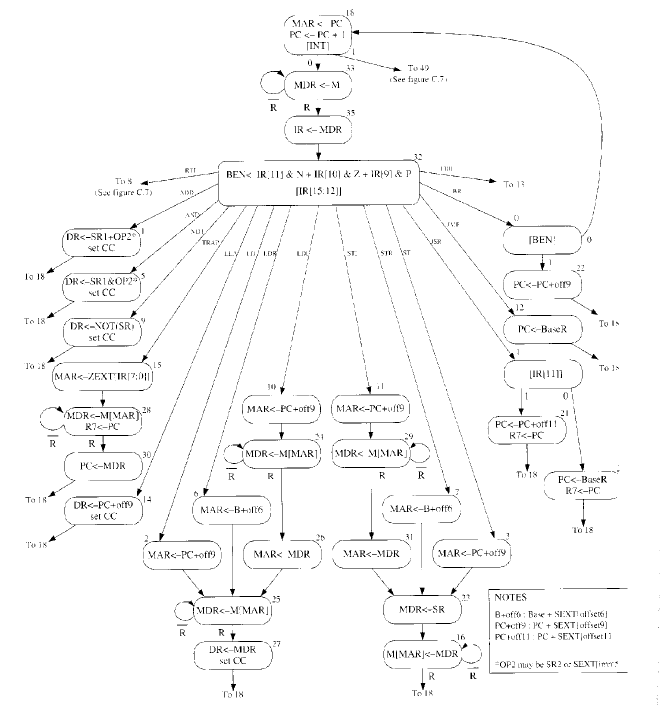 18
MAR <- PC
PC <- PC + 1
[INT]
0
1
33
To 49
(See figure C.7)
MDR <-M
R
R
35
IR <-MDR
32
BEN<- IR[11] & N + IR[10] & Z + IR[9] & P
[IR[15:12]]
RTI
To 8
(See figure C.7)
To 13
ADD
AND
NOT
TRAP
LEA
LD
LDR
LDI
STI
STR
ST
JSR
JMP
BR
1
DR<-SR1+OP2*
set CC
To 18
5
DR<-SR1&OP2*
set CC
To 18
9
DR<-NOT(SR)
set CC
To 18
15
MAR<-ZEXT[IR[7:0]]
28
MDR<-M[MAR]
R7<-PC
R
R
30
PC<-MDR
To 18
14
DR<-PC+off9
set CC
To 18
0
[BEN]
0
1
22
PC<-PC+off9
To 18
12
PC<-BaseR
To 18
[IR[11]]
1
0
21
PC<-PC+off11
R7<-PC
To 18
PC<-BaseR
R7<-PC
To 18
10
MAR<-PC+off9
11
MAR<-PC+off9
MDR<-M[MAR]
R
R
29
MDR<-M[MAR]
R
R
6
MAR<-B+off6
7
MAR<-B+off6
2
MAR<-PC+off9
26
MAR<-MDR
31
MAR<-MDR
3
MAR<-PC+off9
25
MDR<-M[MAR]
R
R
27
DR<-MDR
set CC
To 18
23
MDR<-SR
16
M[MAR]<-MDR
R
R
To 18
NOTES
B+off6 : Base + SEXT[offset6]
PC+off9 : PC + SEXT[offset9]
PC+off11 : PC + SEXT[offset11]
*OP2 may be SR2 or SEXT[imm5]